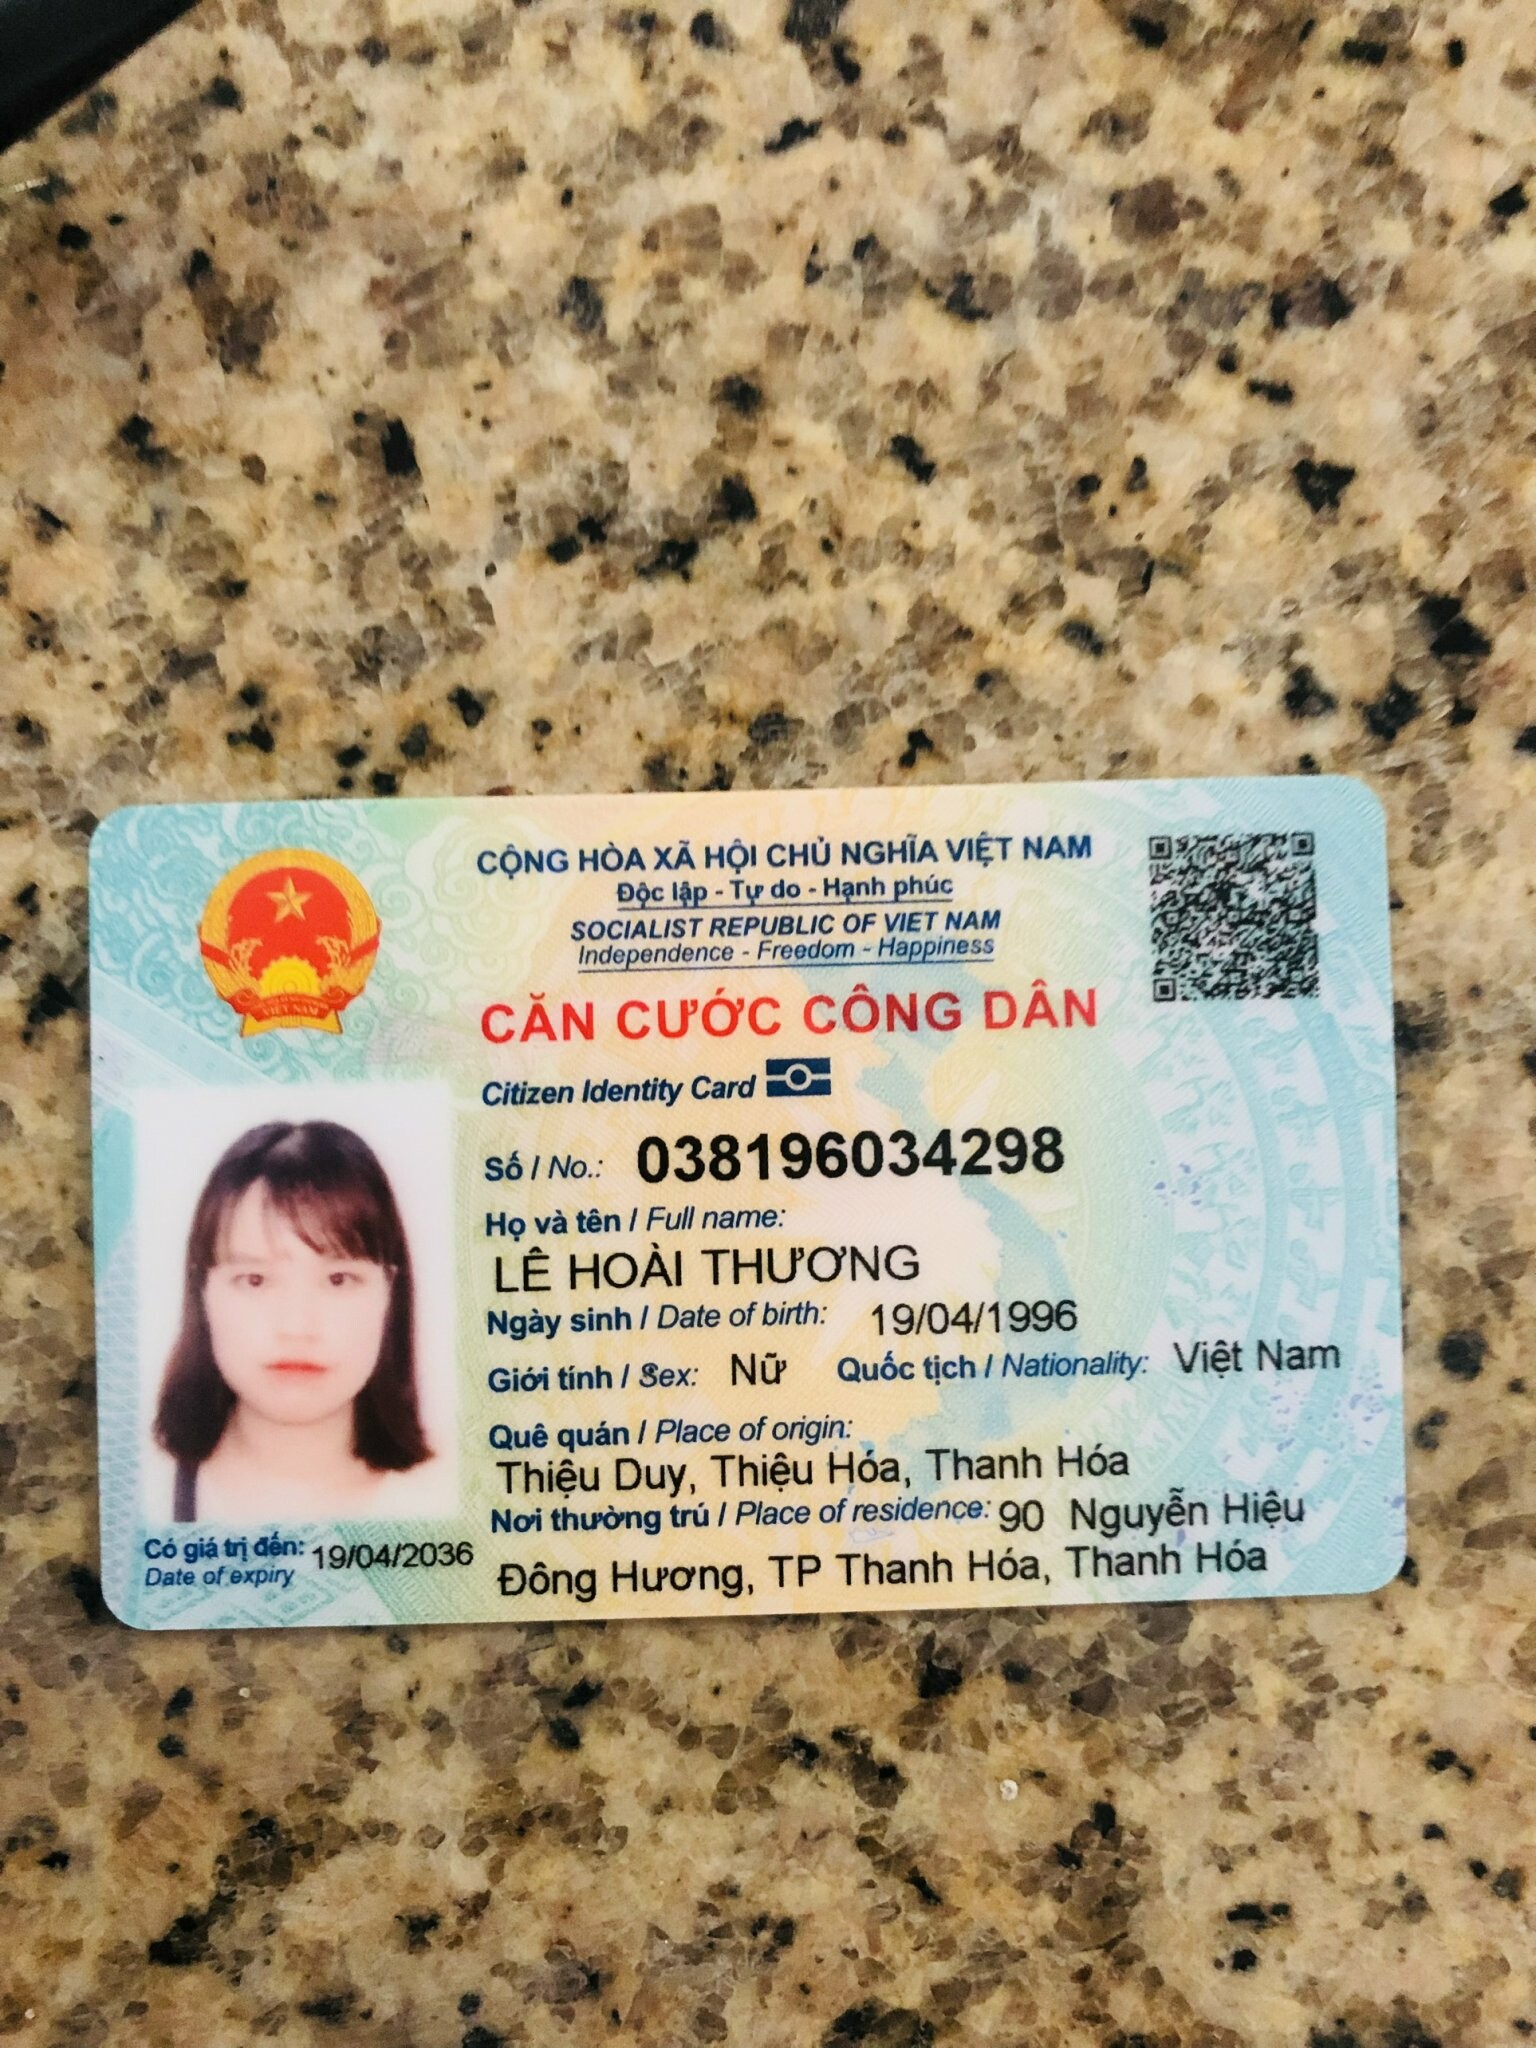 CỘNG HÒA XÃ HỘI CHỦ NGHĨA VIỆT NAM
Độc lập - Tự do - Hạnh phúc
SOCIALIST REPUBLIC OF VIET NAM
Independence - Freedom - Happiness
CĂN CƯỚC CÔNG DÂN
Citizen Identity Card
Số / No.: 038196034298
Họ và tên / Full name:
LÊ HOÀI THƯƠNG
Ngày sinh / Date of birth: 19/04/1996
Giới tính / Sex: Nữ Quốc tịch / Nationality: Việt Nam
Quê quán / Place of origin:
Thiệu Duy, Thiệu Hóa, Thanh Hóa
Nơi thường trú / Place of residence: 90 Nguyễn Hiệu
Đông Hương, TP Thanh Hóa, Thanh Hóa
Có giá trị đến: 19/04/2036
Date of expiry
VIỆT NAM